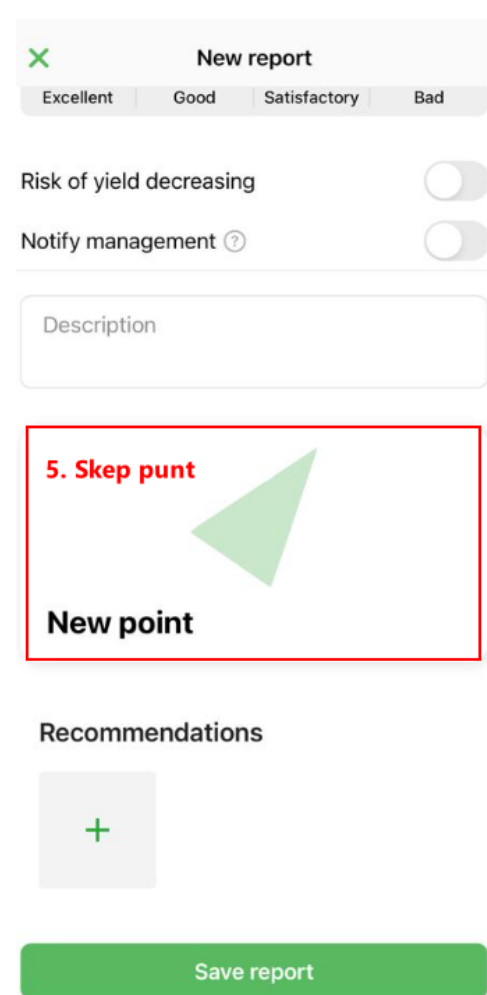 New report
Excellent Good Satisfactory Bad
Risk of yield decreasing
Notify management ?
Description
5. Skep punt
New point
Recommendations
+
Save report